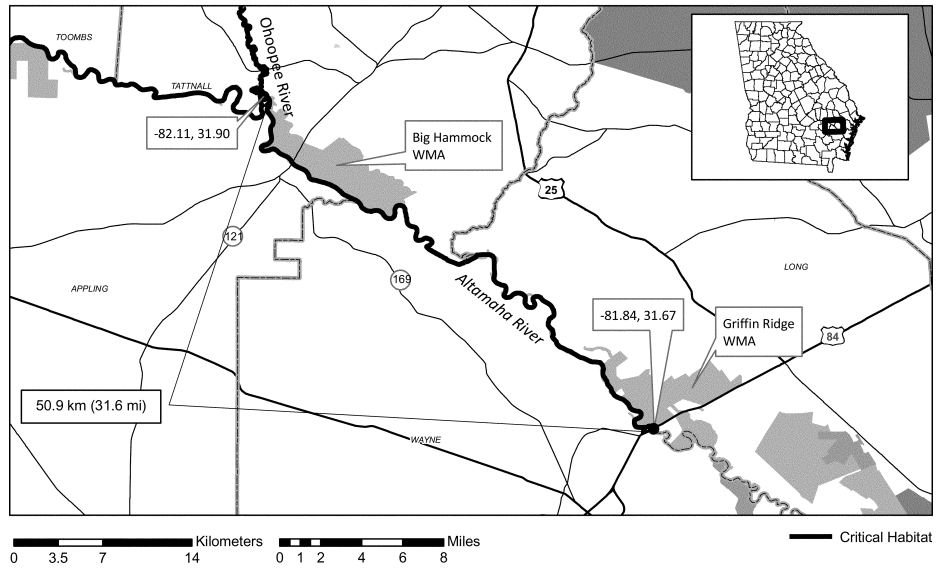 TOOMBS
TATTNALL
Ohoopee River
-82.11, 31.90
Big Hammock
WMA
25
121
169
LONG
APPLING
Altamaha River
-81.84, 31.67
Griffin Ridge
WMA
84
50.9 km (31.6 mi)
WAYNE
Kilometers
0 3.5 7 14
Miles
0 1 2 4 6 8
Critical Habitat